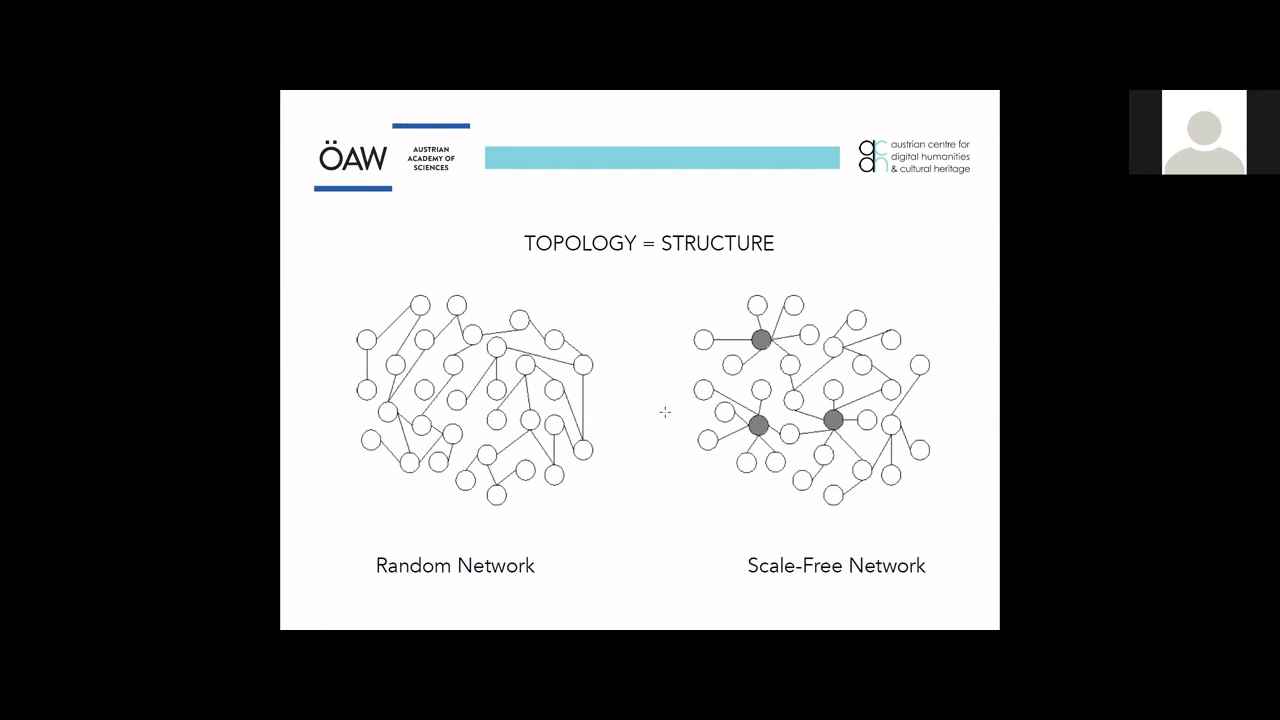 ÖAW
AUSTRIAN
ACADEMY OF
SCIENCES
austrian centre for
digital humanities
& cultural heritage
TOPOLOGY = STRUCTURE
Random Network
Scale-Free Network